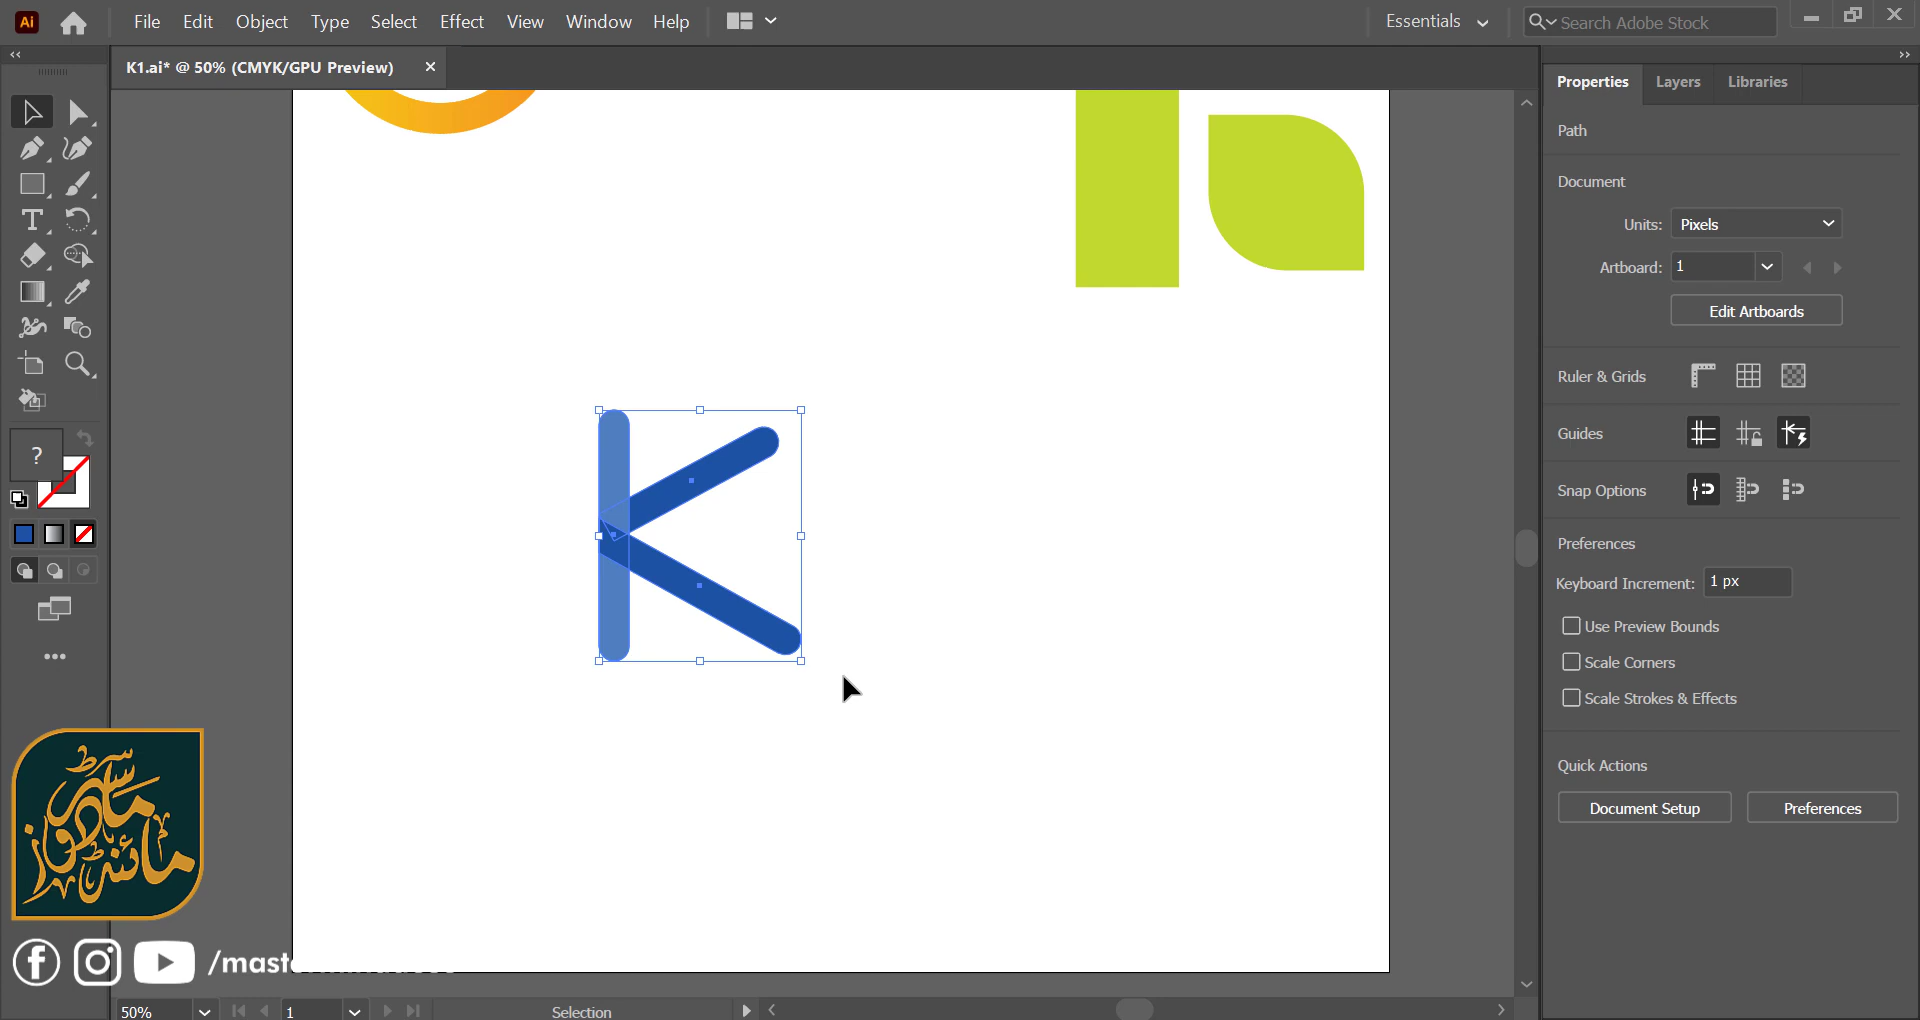 Ai File Edit Object Type Select Effect View Window Help Essentials Search Adobe Stock
K1.ai* @ 50% (CMYK/GPU Preview)
Properties Layers Libraries
Path
Document
Units: Pixels
Artboard: 1
Edit Artboards
Ruler & Grids
Guides
Snap Options
Preferences
Keyboard Increment: 1 px
Use Preview Bounds
Scale Corners
Scale Strokes & Effects
Quick Actions
Document Setup Preferences
?
ماسٹر مائنڈ ادواز
50% 1 Selection